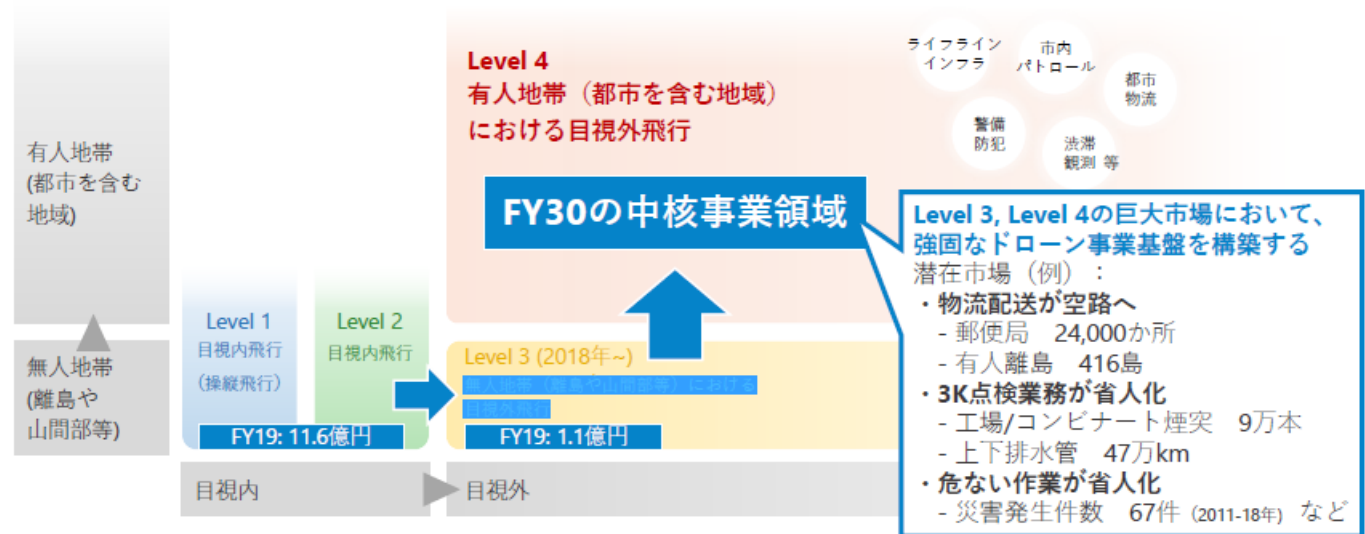 Level 4
有人地帯（都市を含む地域）
における目視外飛行
ライフライン
インフラ
市内
パトロール
都市
物流
警備
防犯
渋滞
観測 等
有人地帯
(都市を含む
地域)
FY30の中核事業領域
Level 3, Level 4の巨大市場において、
強固なドローン事業基盤を構築する
潜在市場（例）：
・物流配送が空路へ
- 郵便局　24,000か所
- 有人離島　416島
・3K点検業務が省人化
- 工場/コンビナート煙突　9万本
- 上下排水管　47万km
・危ない作業が省人化
- 災害発生件数　67件 (2011-18年) など
Level 1
目視内飛行
（操縦飛行）
Level 2
目視内飛行
FY19: 11.6億円
Level 3 (2018年~)
無人地帯（離島や山間部等）における
目視外飛行
FY19: 1.1億円
無人地帯
(離島や
山間部等)
目視内
目視外